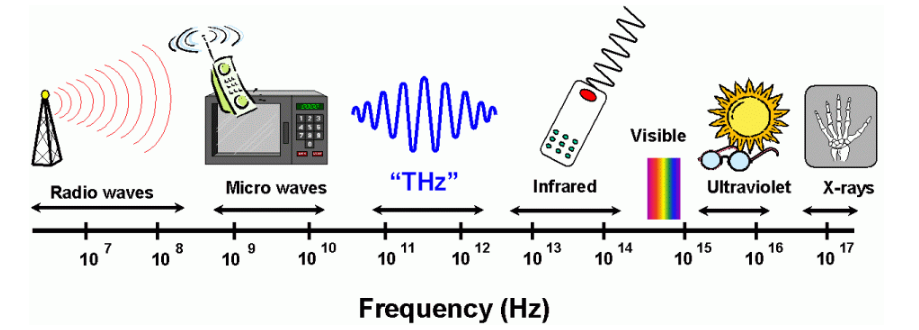 Visible
Radio waves
Micro waves
“THz”
Infrared
Ultraviolet
X-rays
10 7
10 8
10 9
10 10
10 11
10 12
10 13
10 14
10 15
10 16
10 17
Frequency (Hz)